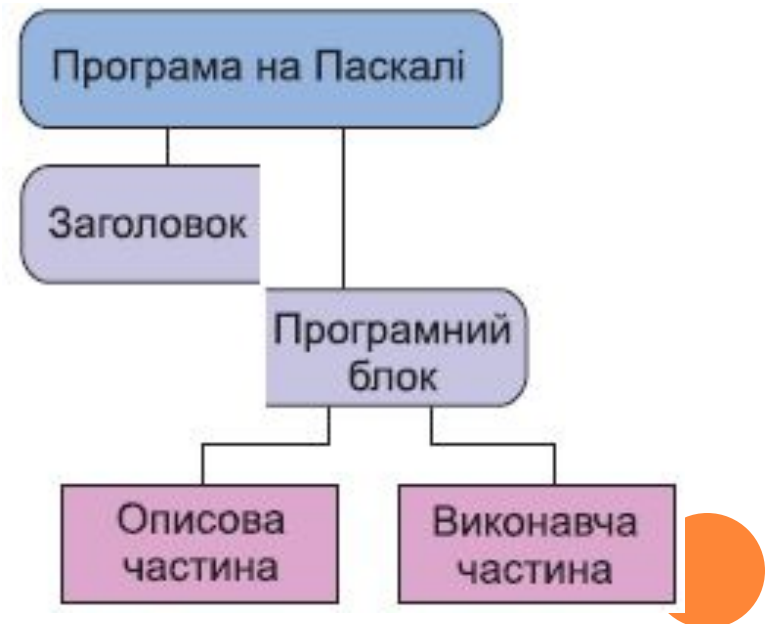 Програма на Паскалі
Заголовок
Програмний
блок
Описова
частина
Виконавча
частина